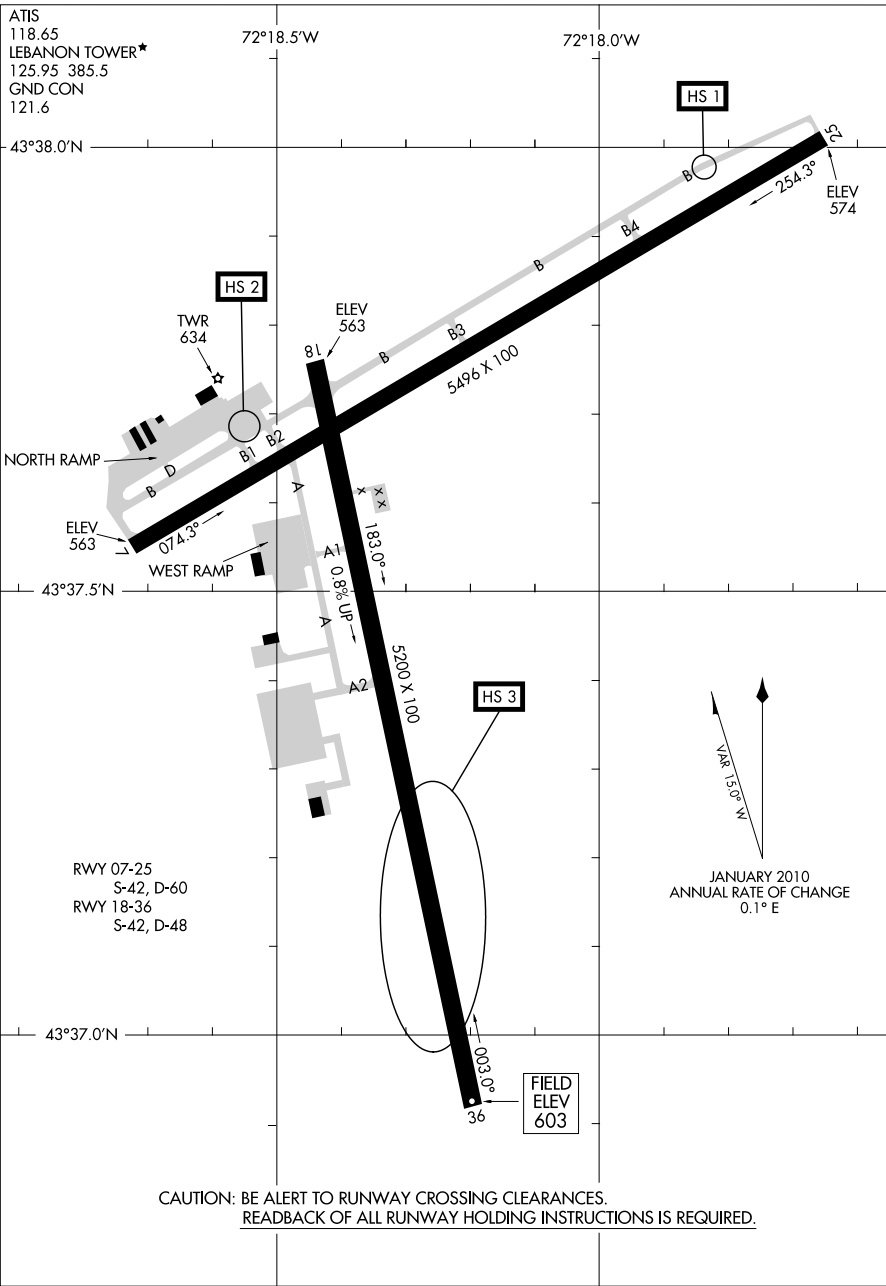 ATIS
118.65
LEBANON TOWER★
125.95 385.5
GND CON
121.6
72°18.5'W
72°18.0'W
HS 1
43°38.0'N
25
B
254.3°
ELEV
574
B4
B
HS 2
ELEV
563
TWR
634
18
B3
B
5496 X 100
NORTH RAMP
B2
B1
D
B
A
x
x
x
ELEV
563
7
074.3°
183.0°
WEST RAMP
A1
0.8% UP
43°37.5'N
A
5200 X 100
A2
HS 3
VAR 15.0° W
RWY 07-25
S-42, D-60
RWY 18-36
S-42, D-48
JANUARY 2010
ANNUAL RATE OF CHANGE
0.1° E
43°37.0'N
003.0°
36
FIELD
ELEV
603
CAUTION: BE ALERT TO RUNWAY CROSSING CLEARANCES.
READBACK OF ALL RUNWAY HOLDING INSTRUCTIONS IS REQUIRED.